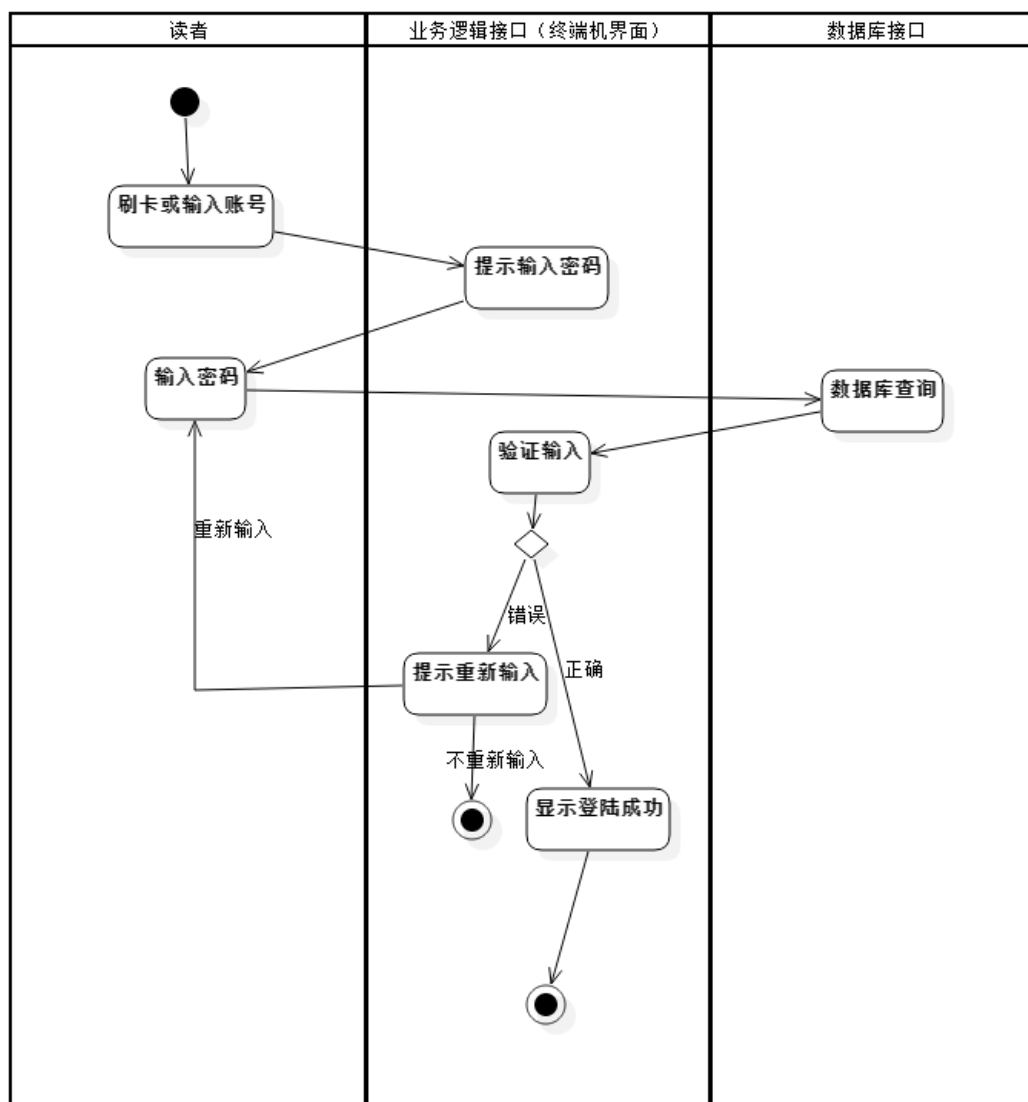 读者
业务逻辑接口（终端机界面）
数据库接口
刷卡或输入账号
提示输入密码
输入密码
数据库查询
验证输入
重新输入
错误
提示重新输入
正确
不重新输入
显示登陆成功